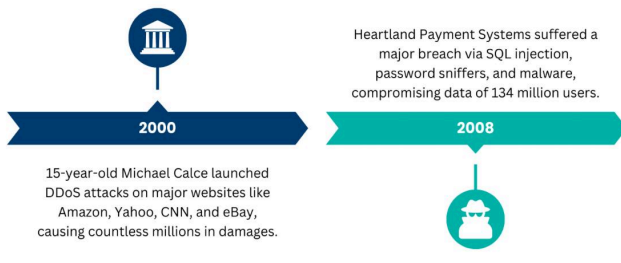 2000
15-year-old Michael Calce launched
DDoS attacks on major websites like
Amazon, Yahoo, CNN, and eBay,
causing countless millions in damages.
Heartland Payment Systems suffered a
major breach via SQL injection,
password sniffers, and malware,
compromising data of 134 million users.
2008